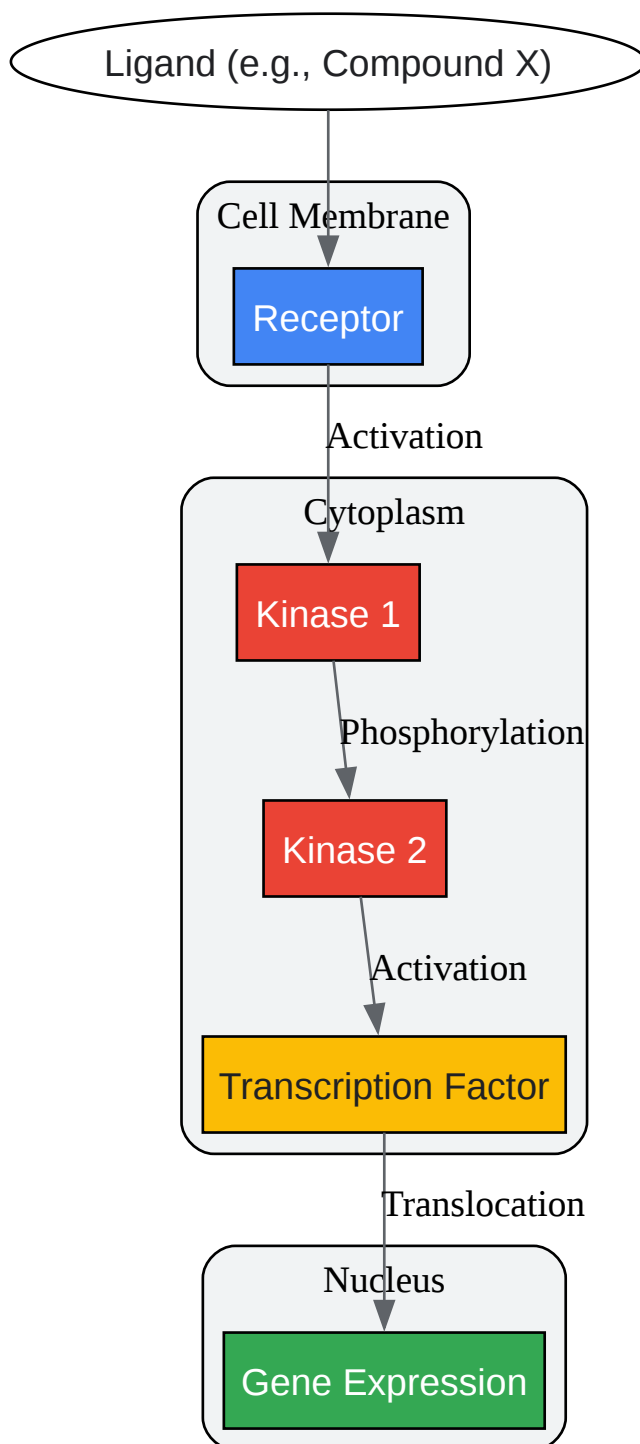 Ligand (e.g., Compound X)
Cell Membrane
Receptor
Activation
Cytoplasm
Kinase 1
Phosphorylation
Kinase 2
Activation
Transcription Factor
Translocation
Nucleus
Gene Expression